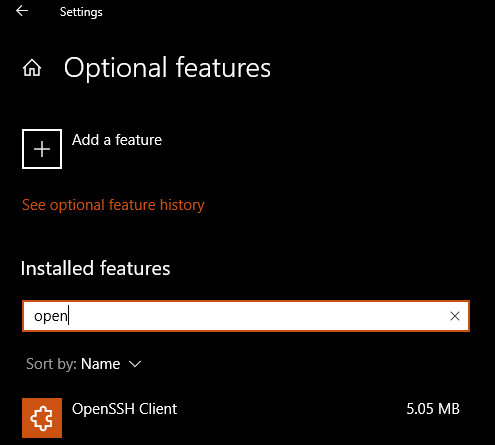 Settings
Optional features
Add a feature
See optional feature history
Installed features
open
Sort by: Name
OpenSSH Client 5.05 MB